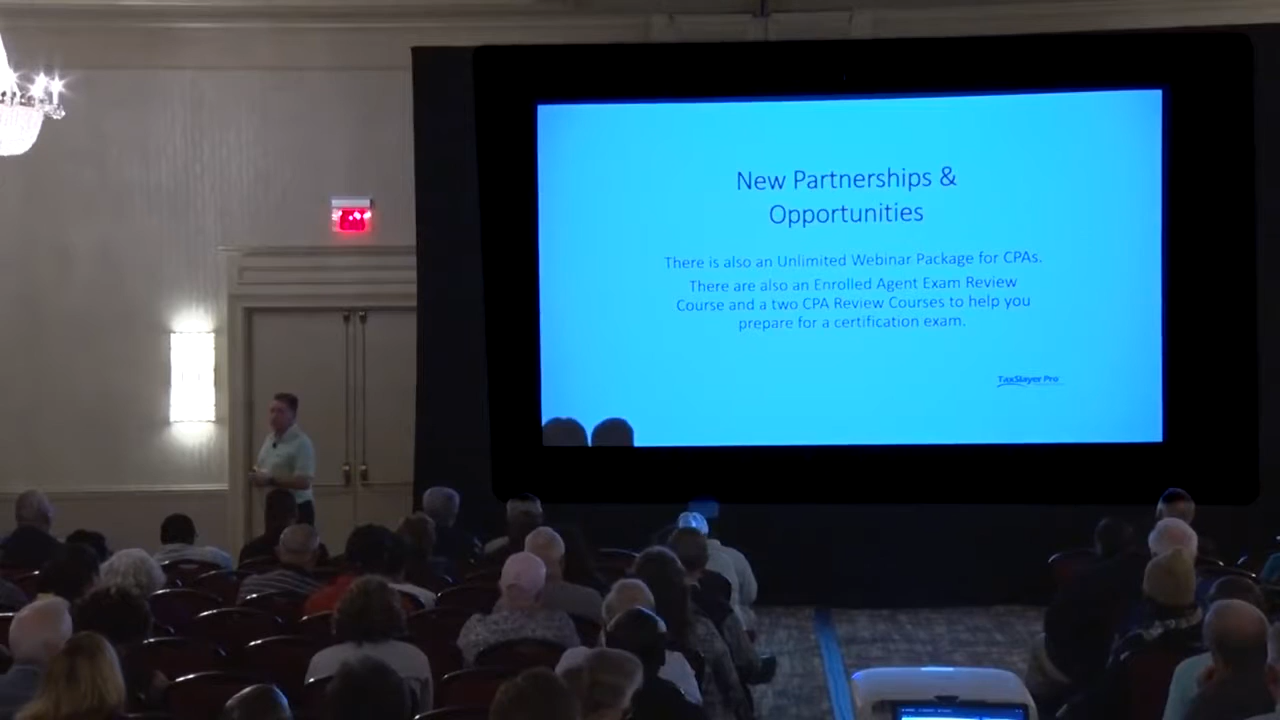 New Partnerships &
Opportunities
There is also an Unlimited Webinar Package for CPAs.
There are also an Enrolled Agent Exam Review
Course and a two CPA Review Courses to help you
prepare for a certification exam.
TaxSlayer Pro